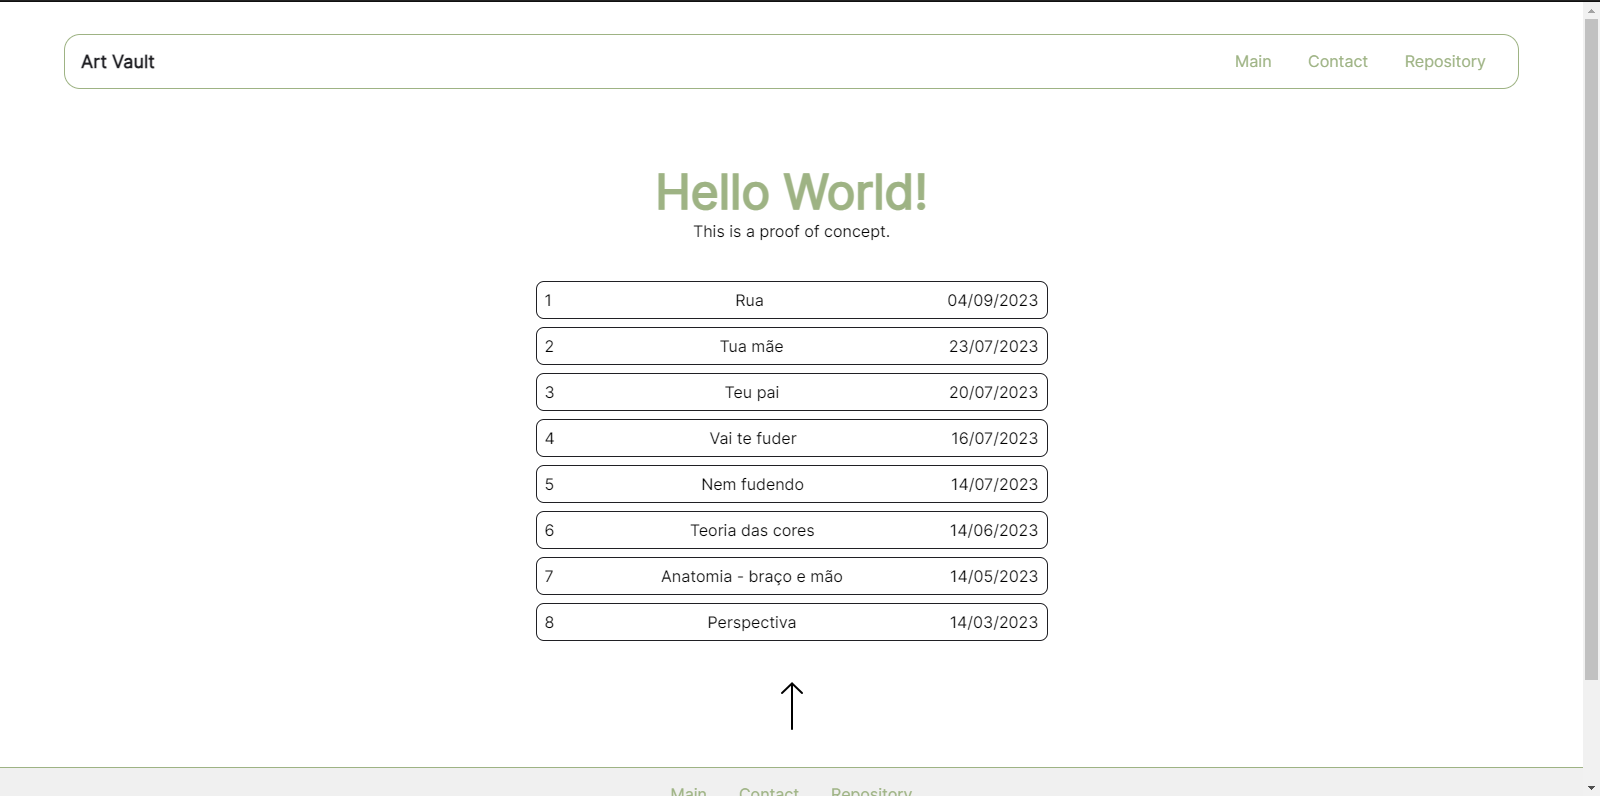 Art Vault Main Contact Repository
Hello World!
This is a proof of concept.
1 Rua 04/09/2023
2 Tua mãe 23/07/2023
3 Teu pai 20/07/2023
4 Vai te fuder 16/07/2023
5 Nem fudendo 14/07/2023
6 Teoria das cores 14/06/2023
7 Anatomia - braço e mão 14/05/2023
8 Perspectiva 14/03/2023
Main Contact Repository